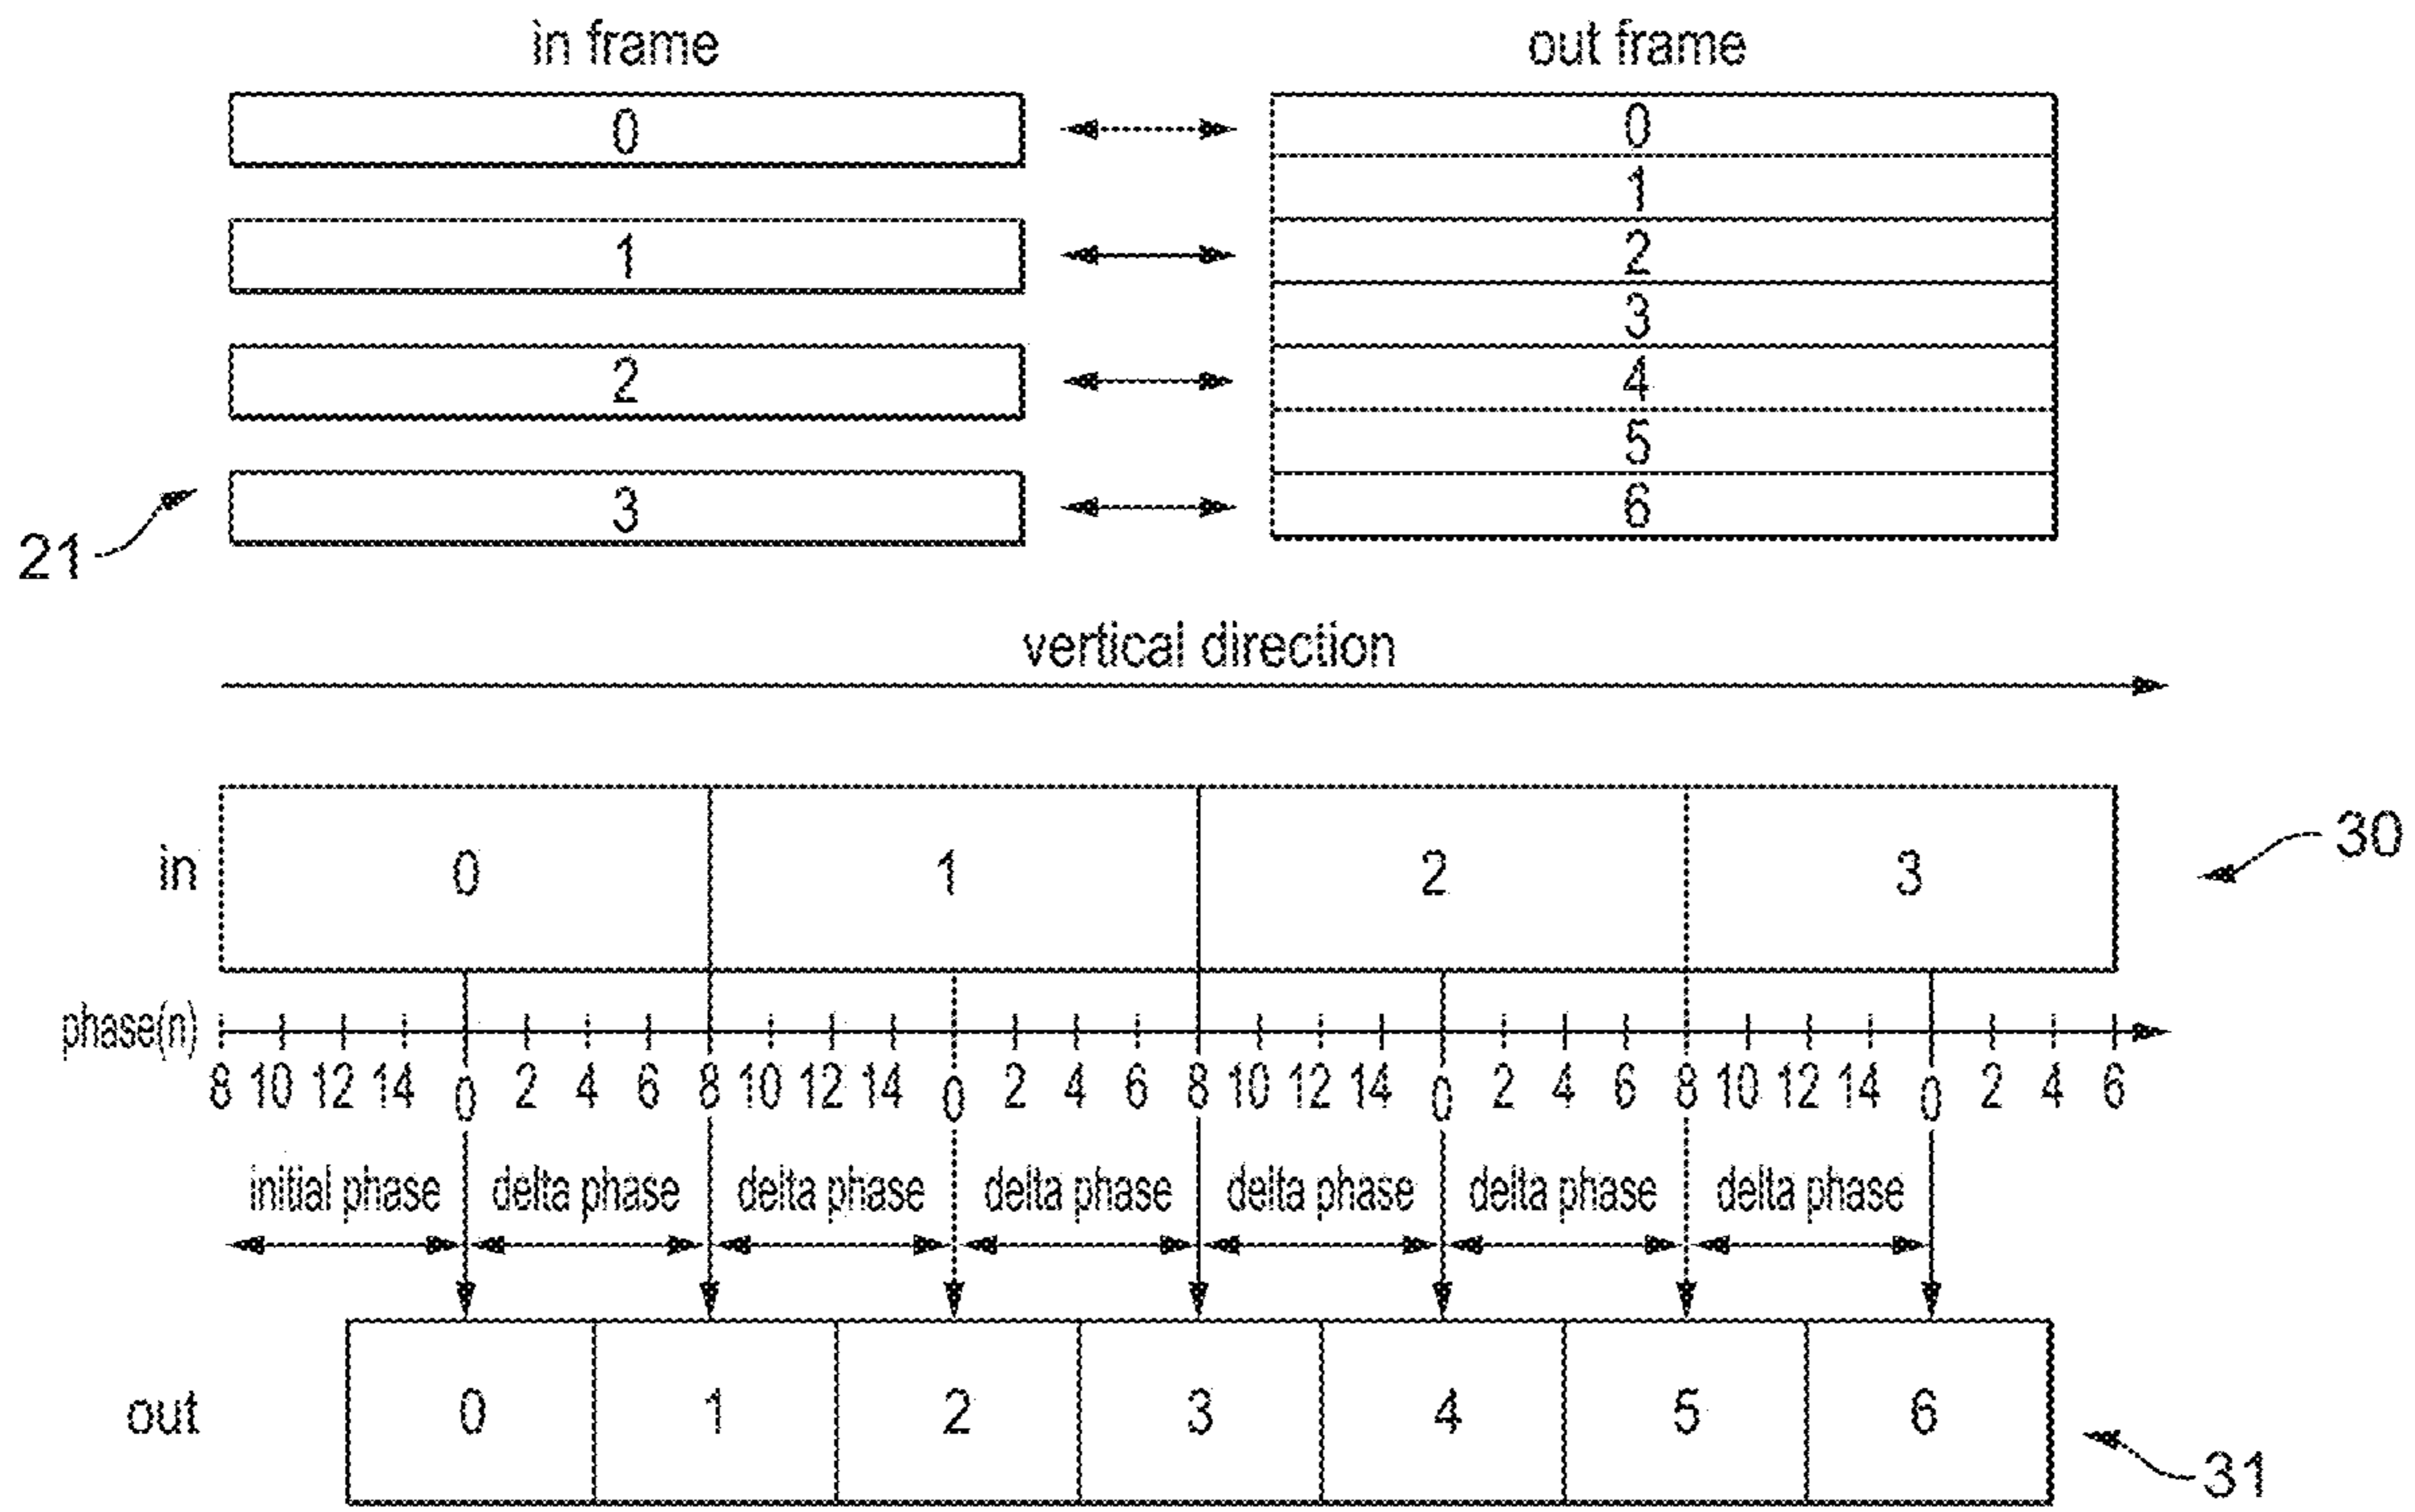 in frame out frame
0 0
1
1 2
3
2 4
5
3 6
21
vertical direction
in 0 1 2 3 30
phase(n)
8 10 12 14 0 2 4 6 8 10 12 14 0 2 4 6 8 10 12 14 0 2 4 6 8 10 12 14 0 2 4 6
initial phase delta phase delta phase delta phase delta phase delta phase delta phase
out 0 1 2 3 4 5 6
31